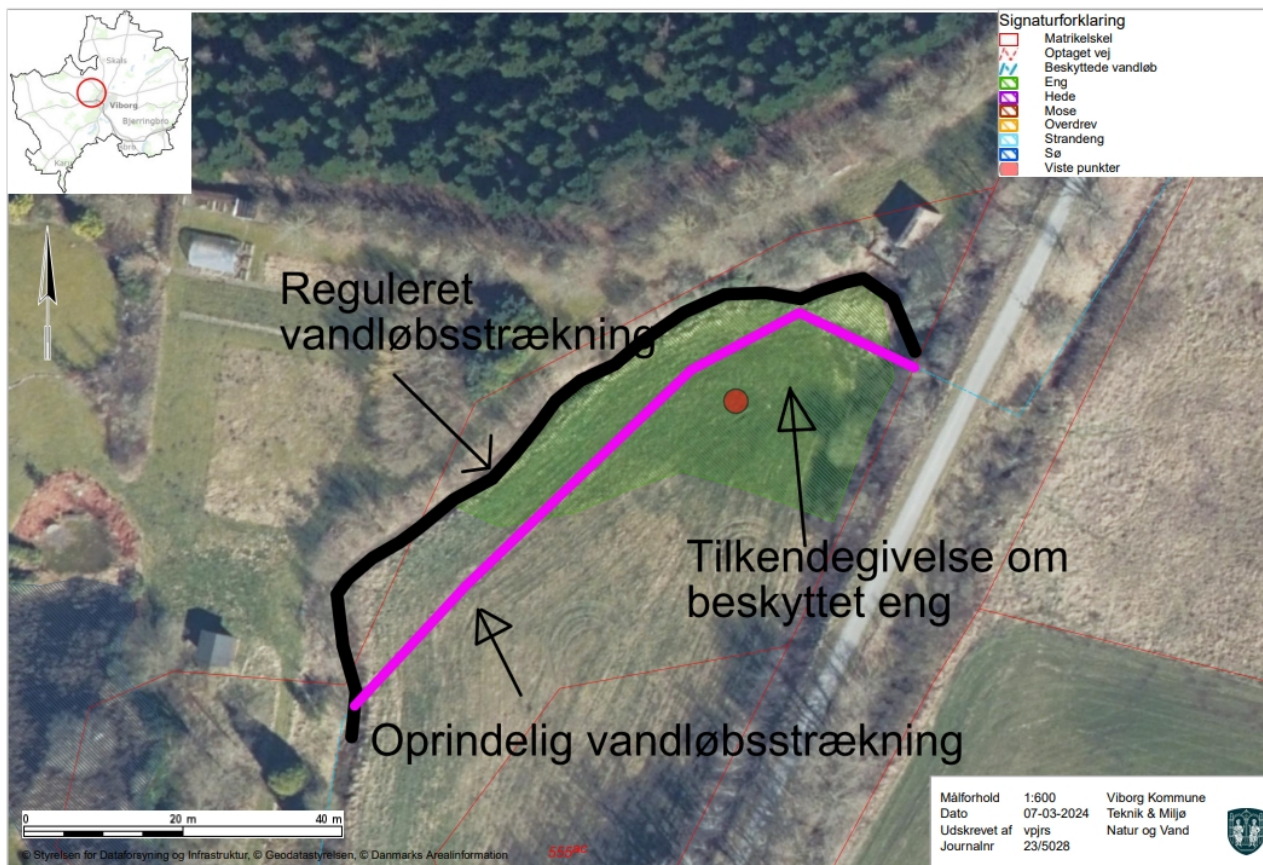 Skals
Viborg
Bjerringbro
Signaturforklaring
Matrikelskel
Optaget vej
Beskyttede vandløb
Eng
Hede
Mose
Overdrev
Strandeng
Sø
Viste punkter
Reguleret
vandløbsstrækning
Tilkendegivelse om
beskyttet eng
Oprindelig vandløbsstrækning
0 20 m 40 m
© Styrelsen for Dataforsyning og Infrastruktur, © Geodatastyrelsen, © Danmarks Arealinformation
Målforhold 1:600 Viborg Kommune
Dato 07-03-2024 Teknik & Miljø
Udskrevet af vpjrs Natur og Vand
Journalnr 23/5028